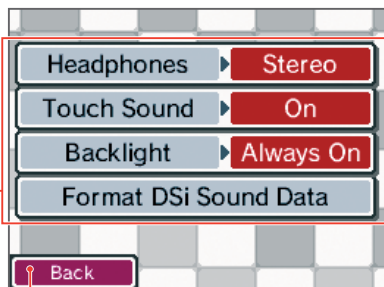 Headphones Stereo
Touch Sound On
Backlight Always On
Format DSi Sound Data
Back